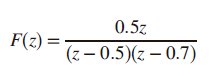 F(z) = 0.5z / (z − 0.5)(z − 0.7)